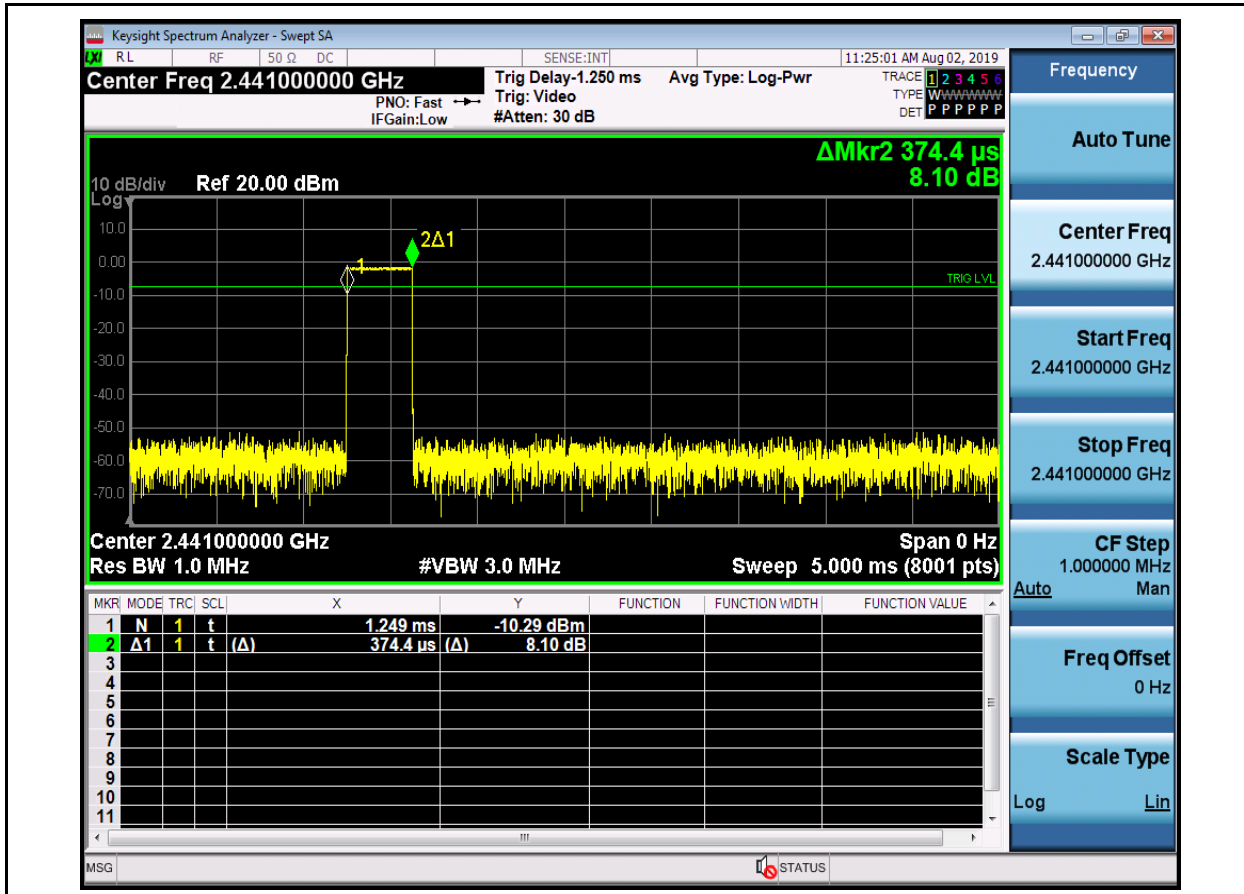 Keysight Spectrum Analyzer - Swept SA
LXI RL RF 50 Ω DC SENSE:INT 11:25:01 AM Aug 02, 2019
Center Freq 2.441000000 GHz
PNO: Fast
IFGain:Low
Trig Delay-1.250 ms
Trig: Video
#Atten: 30 dB
Avg Type: Log-Pwr
TRACE 1 2 3 4 5 6
TYPE WWWWWW
DET P P P P P P
ΔMkr2 374.4 µs
8.10 dB
10 dB/div Ref 20.00 dBm
Log
10.0
0.00
-10.0
-20.0
-30.0
-40.0
-50.0
-60.0
-70.0
1
2Δ1
TRIG LVL
Center 2.441000000 GHz Span 0 Hz
Res BW 1.0 MHz #VBW 3.0 MHz Sweep 5.000 ms (8001 pts)
MKR MODE TRC SCL X Y FUNCTION FUNCTION WIDTH FUNCTION VALUE
1 N 1 t 1.249 ms -10.29 dBm
2 Δ1 1 t (Δ) 374.4 µs (Δ) 8.10 dB
3
4
5
6
7
8
9
10
11
MSG STATUS
Frequency
Auto Tune
Center Freq
2.441000000 GHz
Start Freq
2.441000000 GHz
Stop Freq
2.441000000 GHz
CF Step
1.000000 MHz
Auto Man
Freq Offset
0 Hz
Scale Type
Log Lin